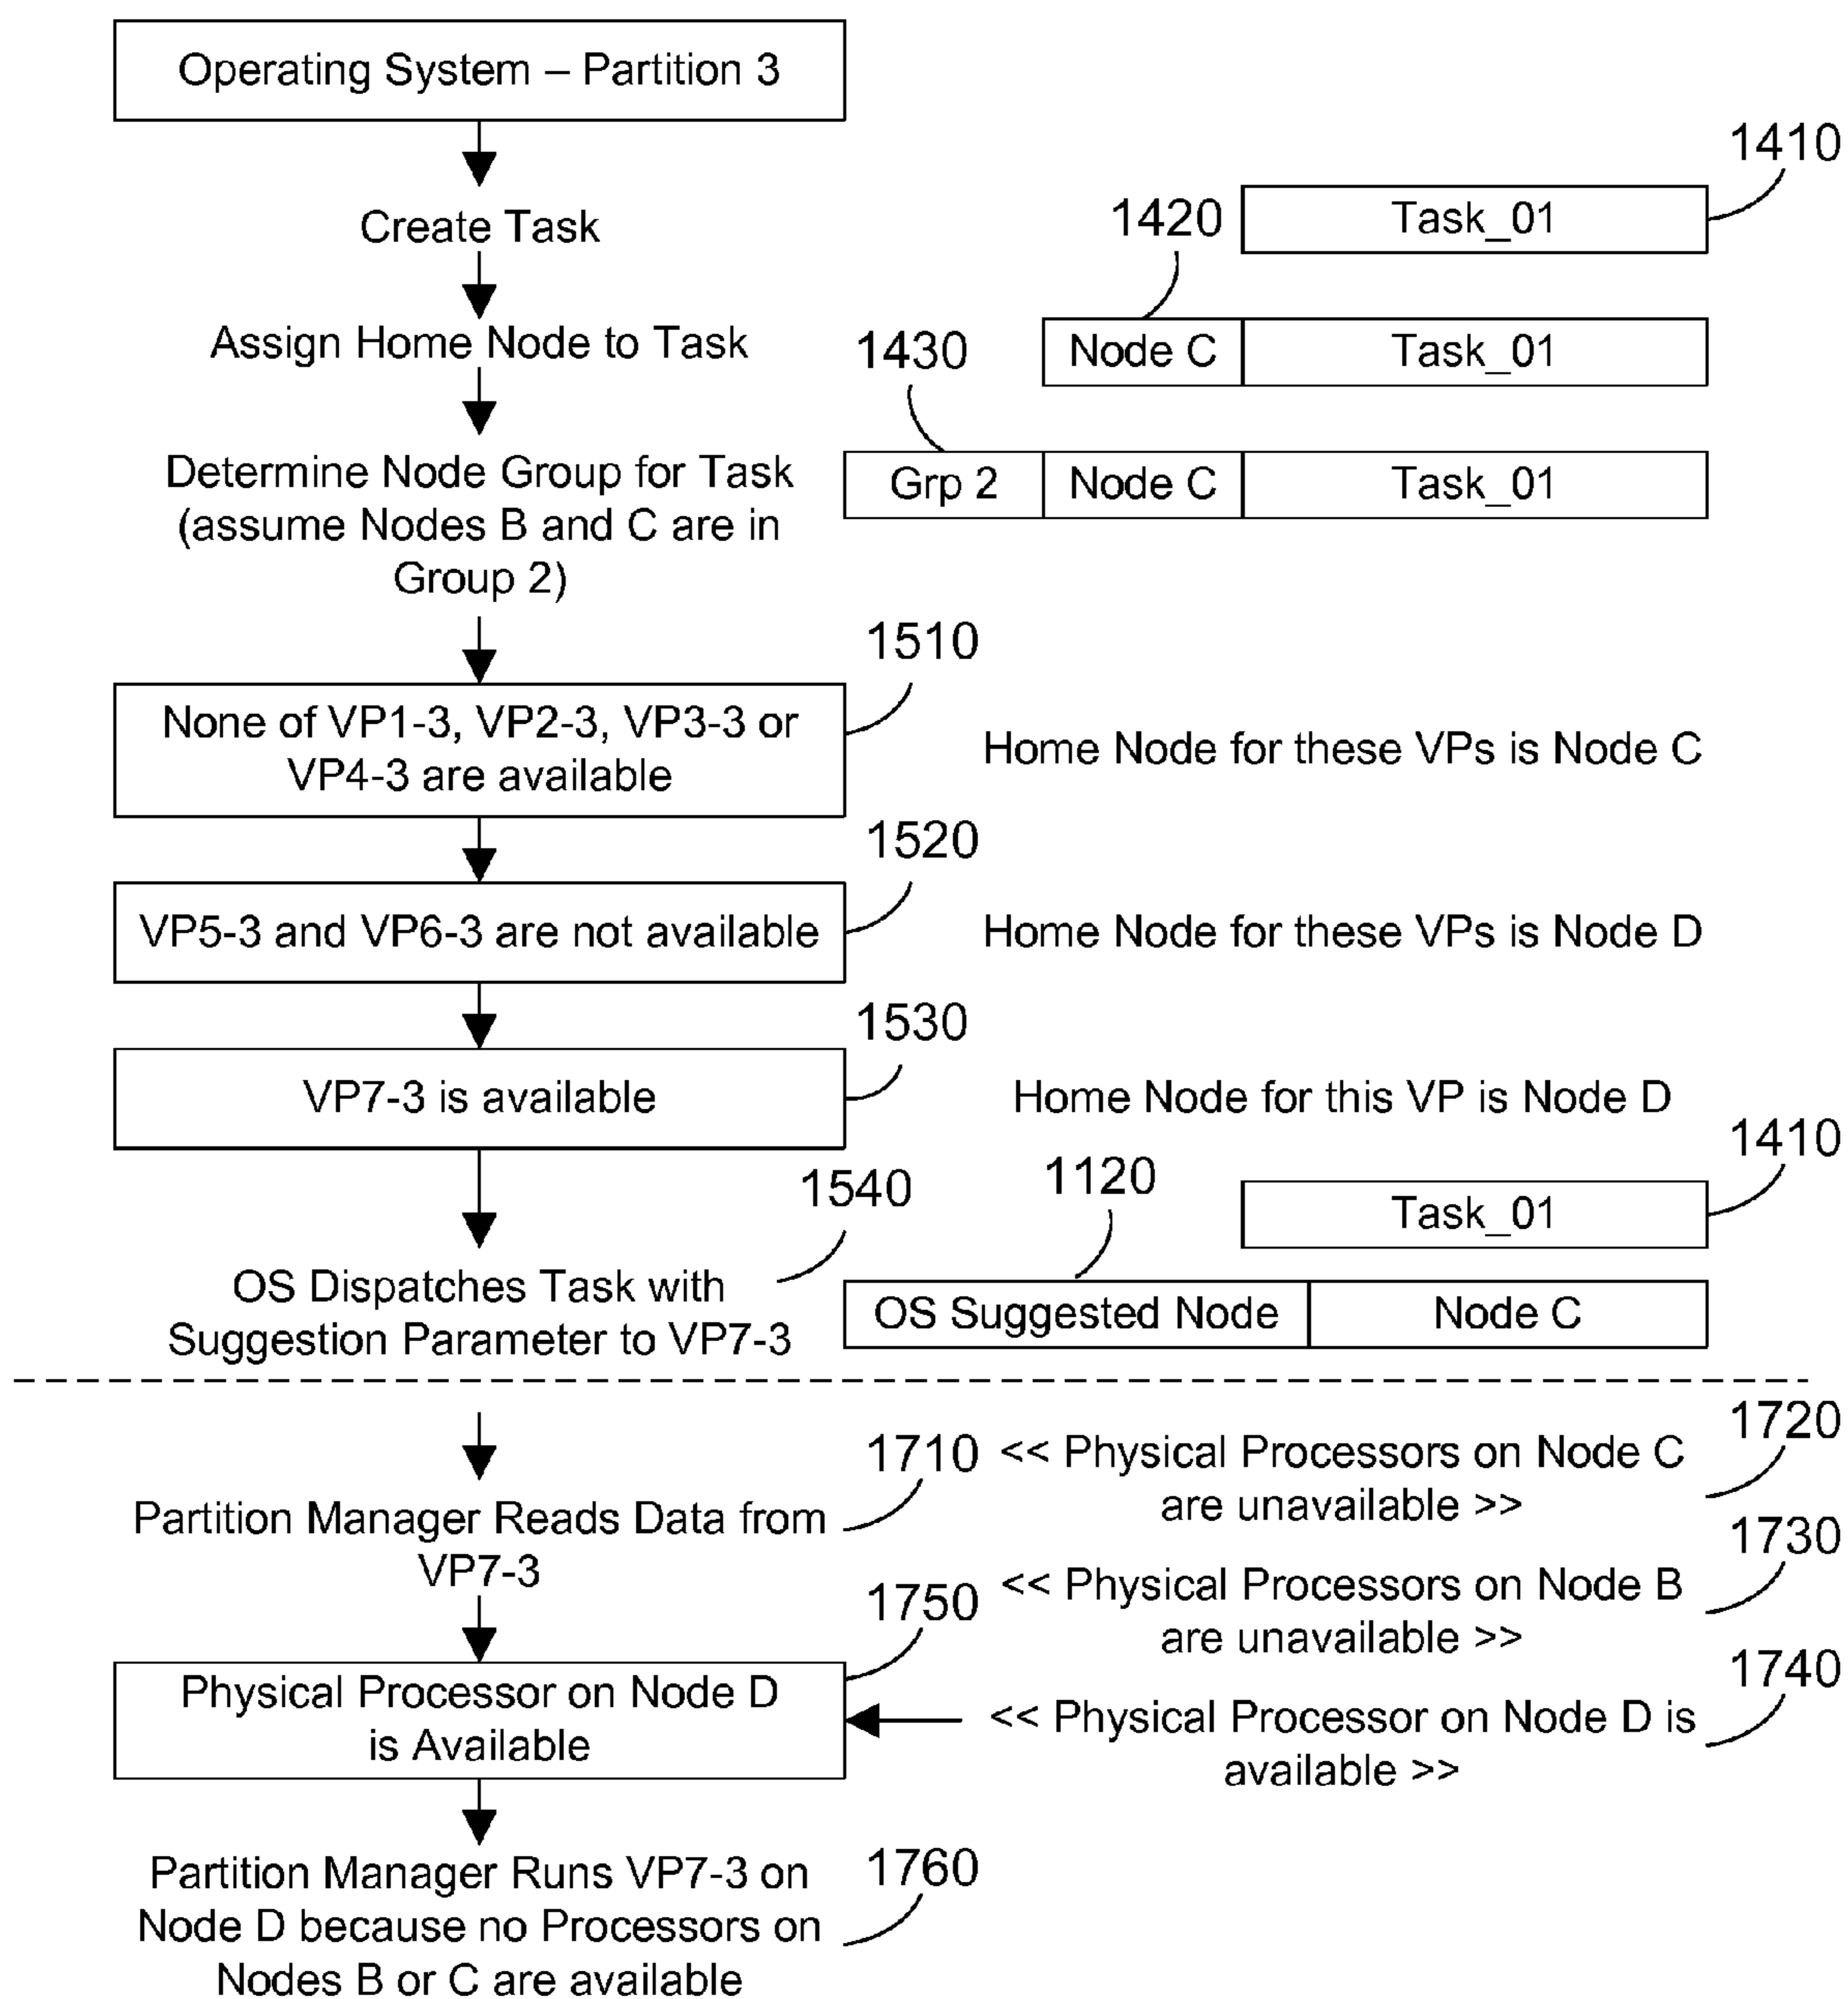 Operating System – Partition 3
1410
Create Task
1420
Task_01
Assign Home Node to Task
1430
Node C
Task_01
Determine Node Group for Task
(assume Nodes B and C are in
Group 2)
Grp 2
Node C
Task_01
1510
None of VP1-3, VP2-3, VP3-3 or
VP4-3 are available
Home Node for these VPs is Node C
1520
VP5-3 and VP6-3 are not available
Home Node for these VPs is Node D
1530
VP7-3 is available
Home Node for this VP is Node D
1410
1540
1120
Task_01
OS Dispatches Task with
Suggestion Parameter to VP7-3
OS Suggested Node
Node C
1720
1710
<< Physical Processors on Node C
are unavailable >>
Partition Manager Reads Data from
VP7-3
1730
<< Physical Processors on Node B
are unavailable >>
1750
1740
Physical Processor on Node D
is Available
<< Physical Processor on Node D is
available >>
Partition Manager Runs VP7-3 on
Node D because no Processors on
Nodes B or C are available
1760